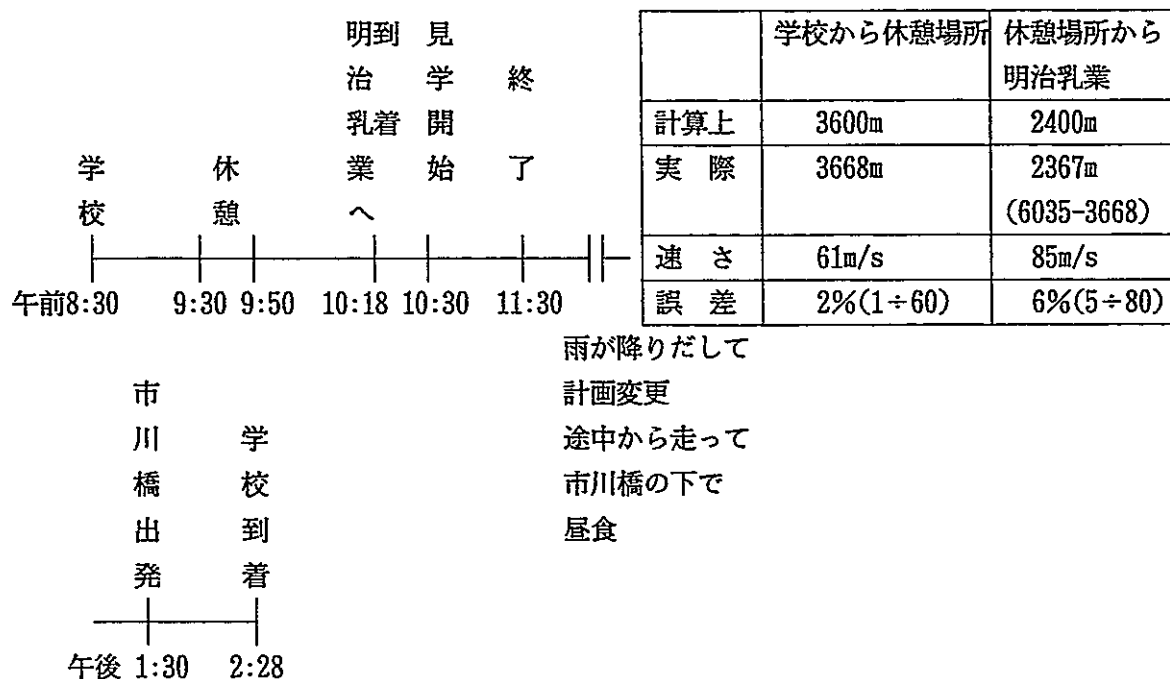 学校
休憩
明治乳業へ
到着
見学開始
終了
午前8:30 9:30 9:50 10:18 10:30 11:30
学校から休憩場所 休憩場所から
明治乳業
計算上 3600m 2400m
実際 3668m 2367m
(6035-3668)
速さ 61m/s 85m/s
誤差 2%(1÷60) 6%(5÷80)
雨が降りだして
計画変更
途中から走って
市川橋の下で
昼食
市川橋出発
学校到着
午後 1:30 2:28